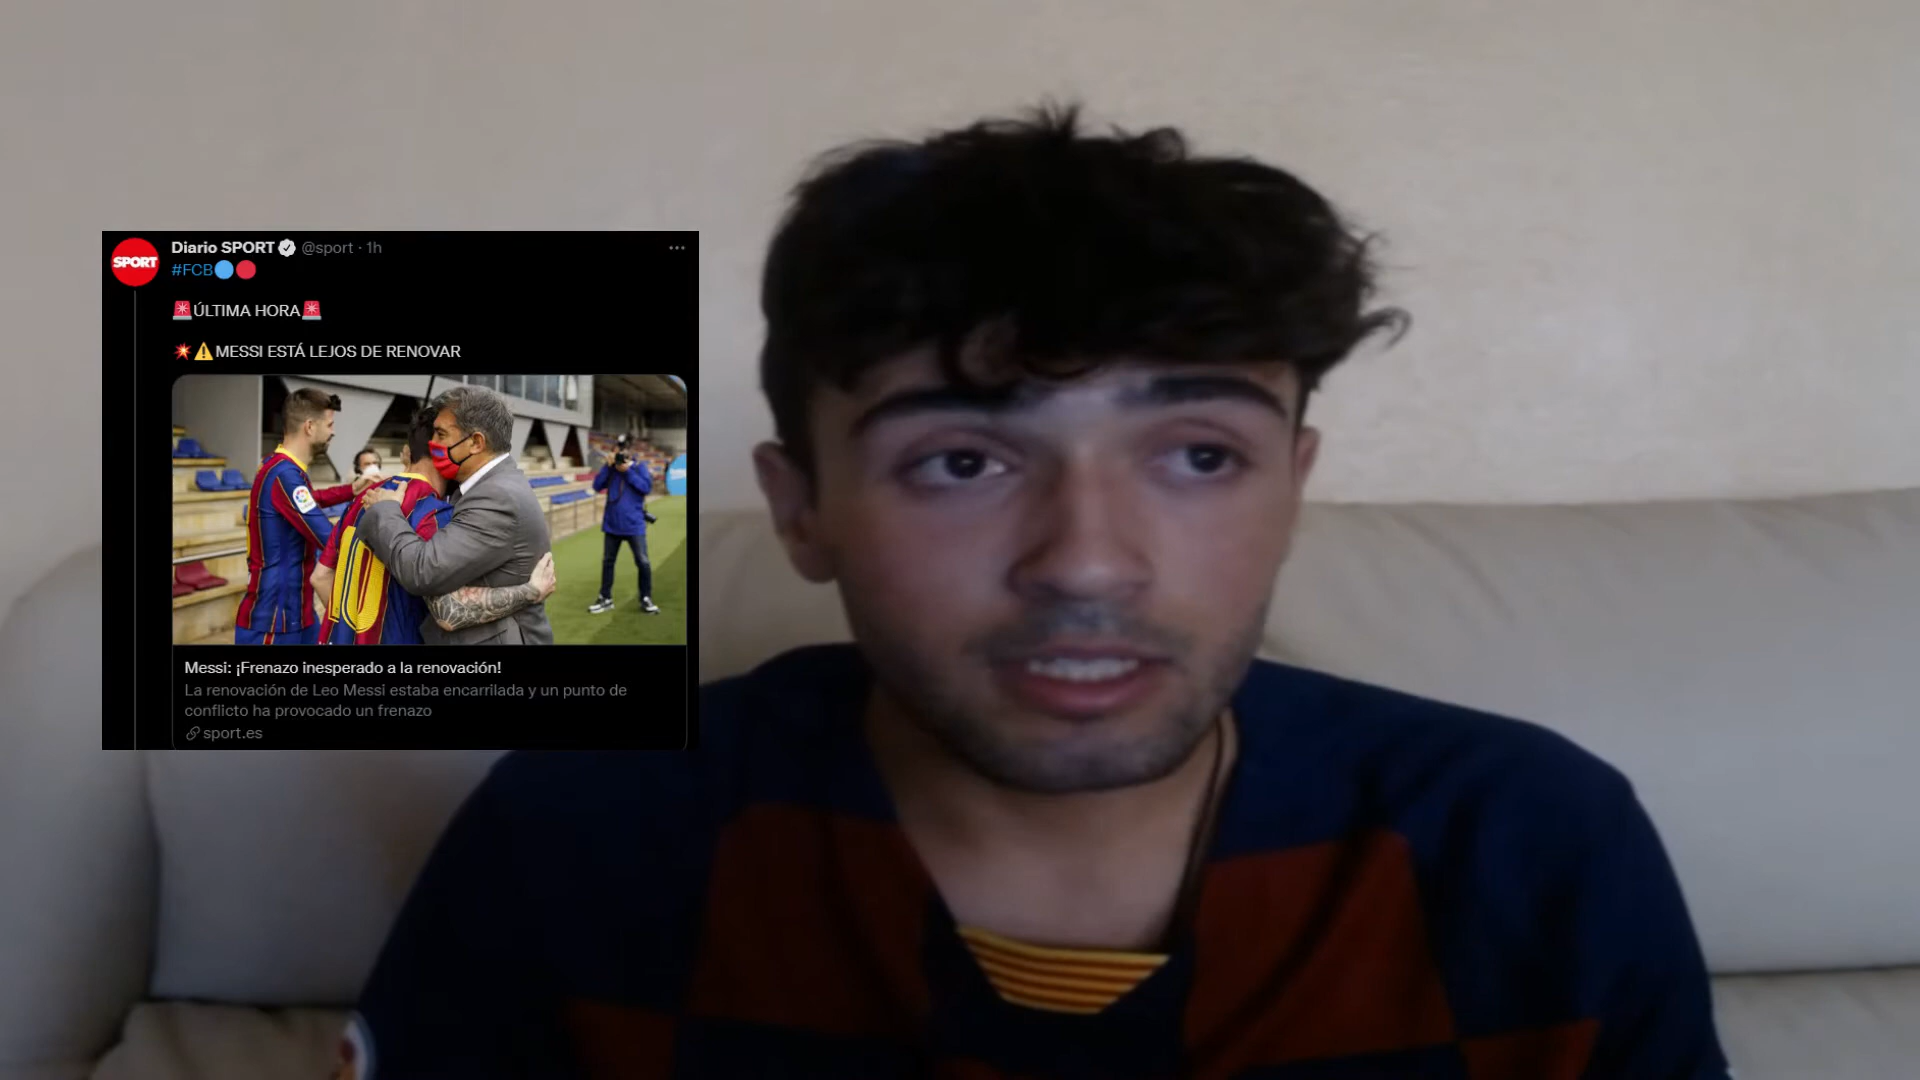 SPORT
Diario SPORT @sport · 1h
#FCB
ÚLTIMA HORA
MESSI ESTÁ LEJOS DE RENOVAR
10
Messi: ¡Frenazo inesperado a la renovación!
La renovación de Leo Messi estaba encarrilada y un punto de
conflicto ha provocado un frenazo
sport.es